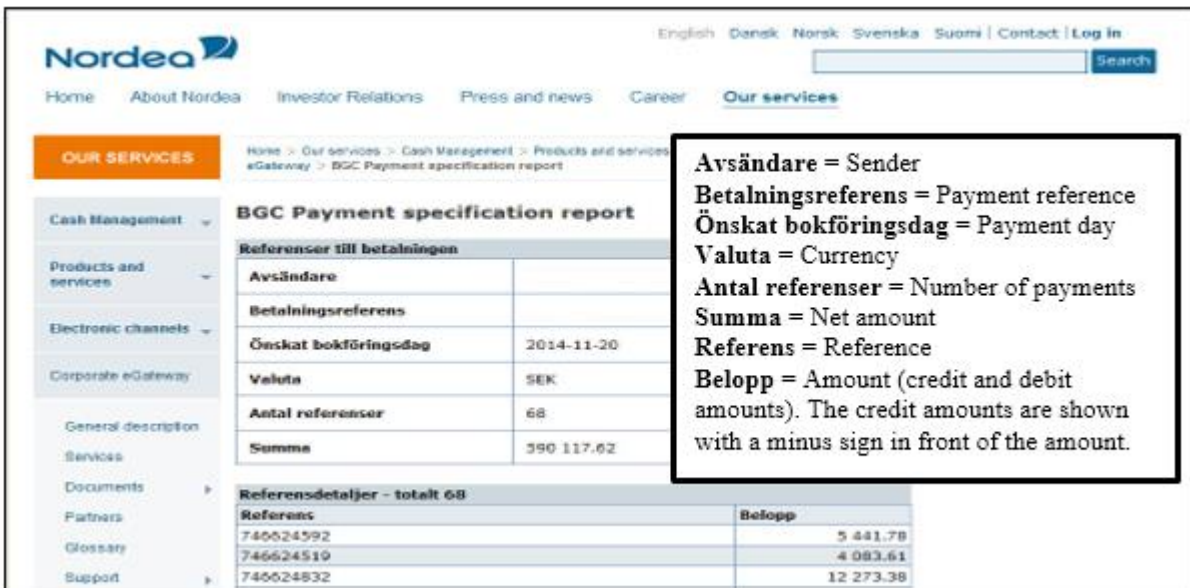 English Dansk Norsk Svenska Suomi | Contact | Log in
Nordea
Search
Home About Nordea Investor Relations Press and news Career Our services
OUR SERVICES
Home > Our services > Cash Management > Products and services
eGateway > BGC Payment specification report
Cash Management
Products and
services
Electronic channels
Corporate eGateway
General description
Services
Documents
Partners
Glossary
Support
BGC Payment specification report
Referenser till betalningen
Avsändare
Betalningsreferens
Önskat bokföringsdag 2014-11-20
Valuta SEK
Antal referenser 68
Summa 590 117.62
Referensdetaljer - totalt 68
Referens Belopp
746624592 5 441.78
746624519 4 083.61
746624832 12 273.38
Avsändare = Sender
Betalningsreferens = Payment reference
Önskat bokföringsdag = Payment day
Valuta = Currency
Antal referenser = Number of payments
Summa = Net amount
Referens = Reference
Belopp = Amount (credit and debit
amounts). The credit amounts are shown
with a minus sign in front of the amount.